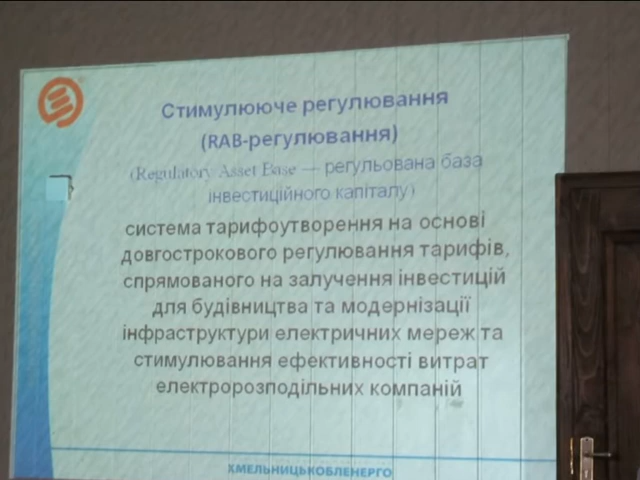 Стимулююче регулювання
(RAB-регулювання)
(Regulatory Asset Base — регульована база
інвестиційного капіталу)
система тарифоутворення на основі
довгострокового регулювання тарифів,
спрямованого на залучення інвестицій
для будівництва та модернізації
інфраструктури електричних мереж та
стимулювання ефективності витрат
електророзподільних компаній
ХМЕЛЬНИЦЬКОБЛЕНЕРГО